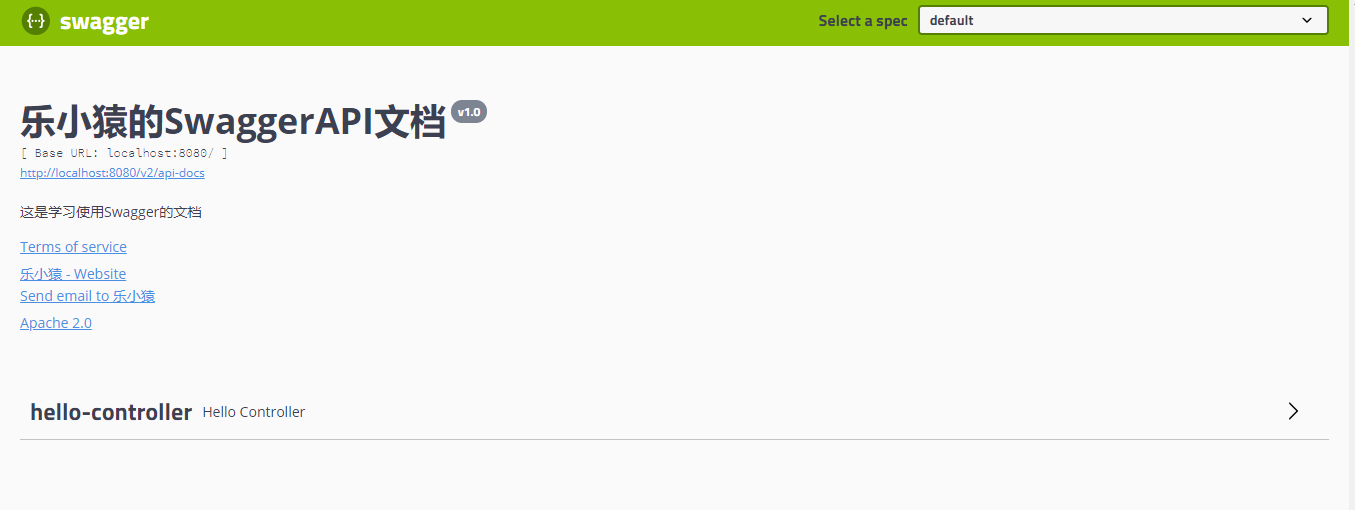 {···} swagger
Select a spec default
乐小猿的SwaggerAPI文档 v1.0
[ Base URL: localhost:8080/ ]
http://localhost:8080/v2/api-docs
这是学习使用Swagger的文档
Terms of service
乐小猿 - Website
Send email to 乐小猿
Apache 2.0
hello-controller Hello Controller